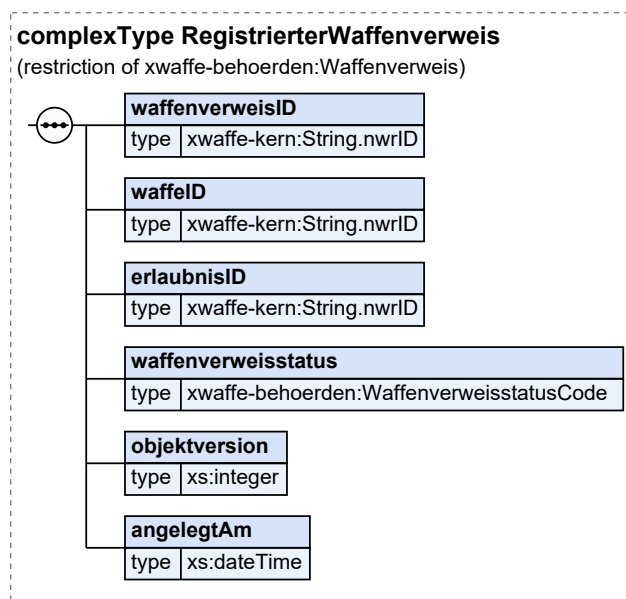 complexType RegistrierterWaffenverweis
(restriction of xwaffe-behoerden:Waffenverweis)
waffenverweisID
type xwaffe-kern:String.nwrID
waffeID
type xwaffe-kern:String.nwrID
erlaubnisID
type xwaffe-kern:String.nwrID
waffenverweisstatus
type xwaffe-behoerden:WaffenverweisstatusCode
objektversion
type xs:integer
angelegtAm
type xs:dateTime